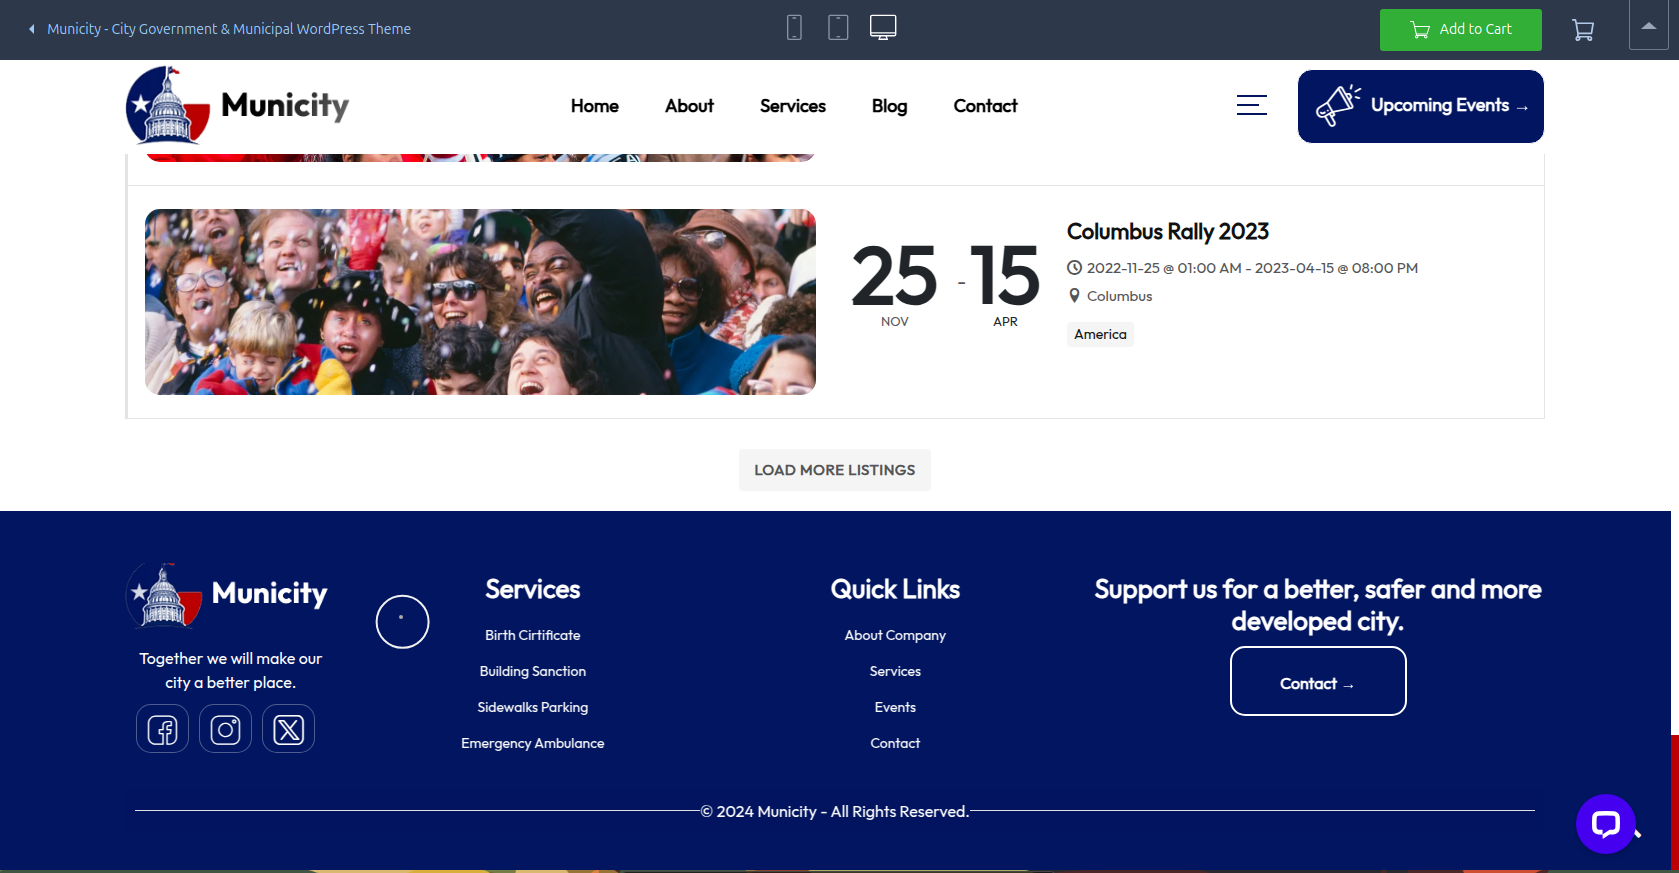 Municity - City Government & Municipal WordPress Theme
Add to Cart
Municity
Home
About
Services
Blog
Contact
Upcoming Events →
25 - 15
NOV
APR
Columbus Rally 2023
2022-11-25 @ 01:00 AM - 2023-04-15 @ 08:00 PM
Columbus
America
LOAD MORE LISTINGS
Municity
Together we will make our
city a better place.
Services
Birth Cirtificate
Building Sanction
Sidewalks Parking
Emergency Ambulance
Quick Links
About Company
Services
Events
Contact
Support us for a better, safer and more
developed city.
Contact →
© 2024 Municity - All Rights Reserved.